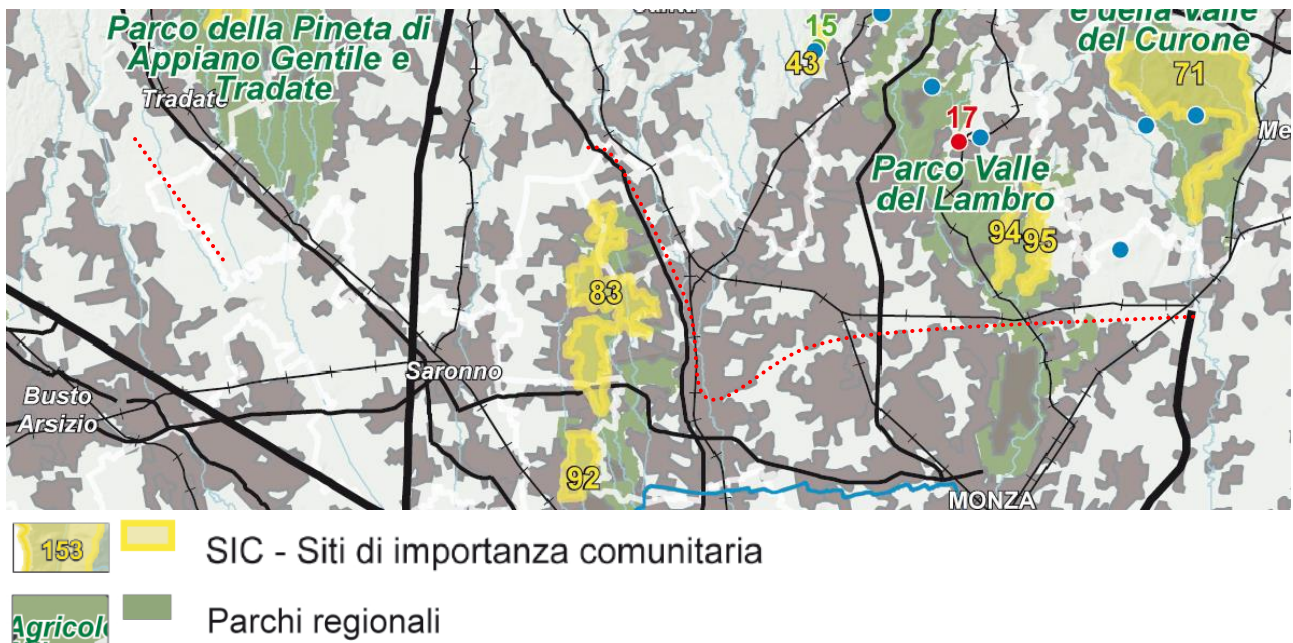 e della Valle
del Curone
Parco della Pineta di
Appiano Gentile e
Tradate
Tradate
15
43
71
17
Me
Parco Valle
del Lambro
94
95
83
Saronno
Busto
Arsizio
92
MONZA
153
SIC - Siti di importanza comunitaria
Agricol
Parchi regionali